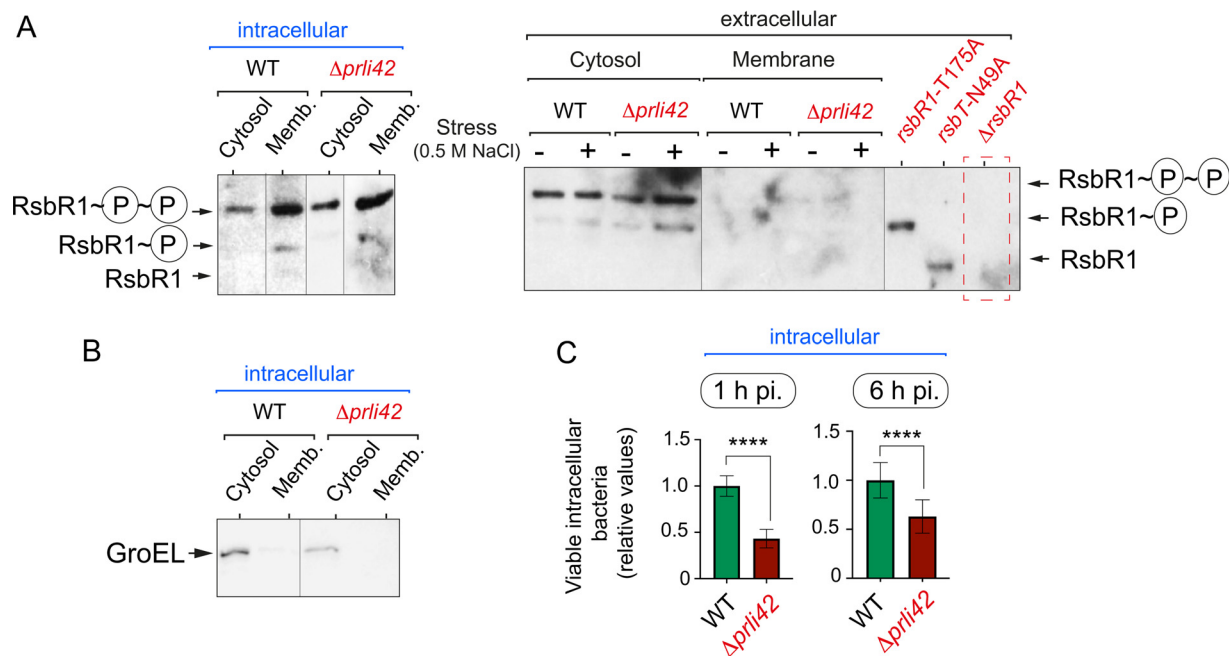 A
intracellular
WT
Δprli42
Cytosol
Memb.
Cytosol
Memb.
RsbR1~P~P
RsbR1~P
RsbR1
extracellular
Cytosol
Membrane
WT
Δprli42
WT
Δprli42
Stress
(0.5 M NaCl)
- + - + - + - +
rsbR1-T175A
rsbT-N49A
ΔrsbR1
RsbR1~P~P
RsbR1~P
RsbR1
B
intracellular
WT
Δprli42
Cytosol
Memb.
Cytosol
Memb.
GroEL
C
intracellular
1 h pi.
6 h pi.
Viable intracellular
bacteria
(relative values)
1.5
1.0
0.5
0
****
WT
Δprli42
1.5
1.0
0.5
0
****
WT
Δprli42